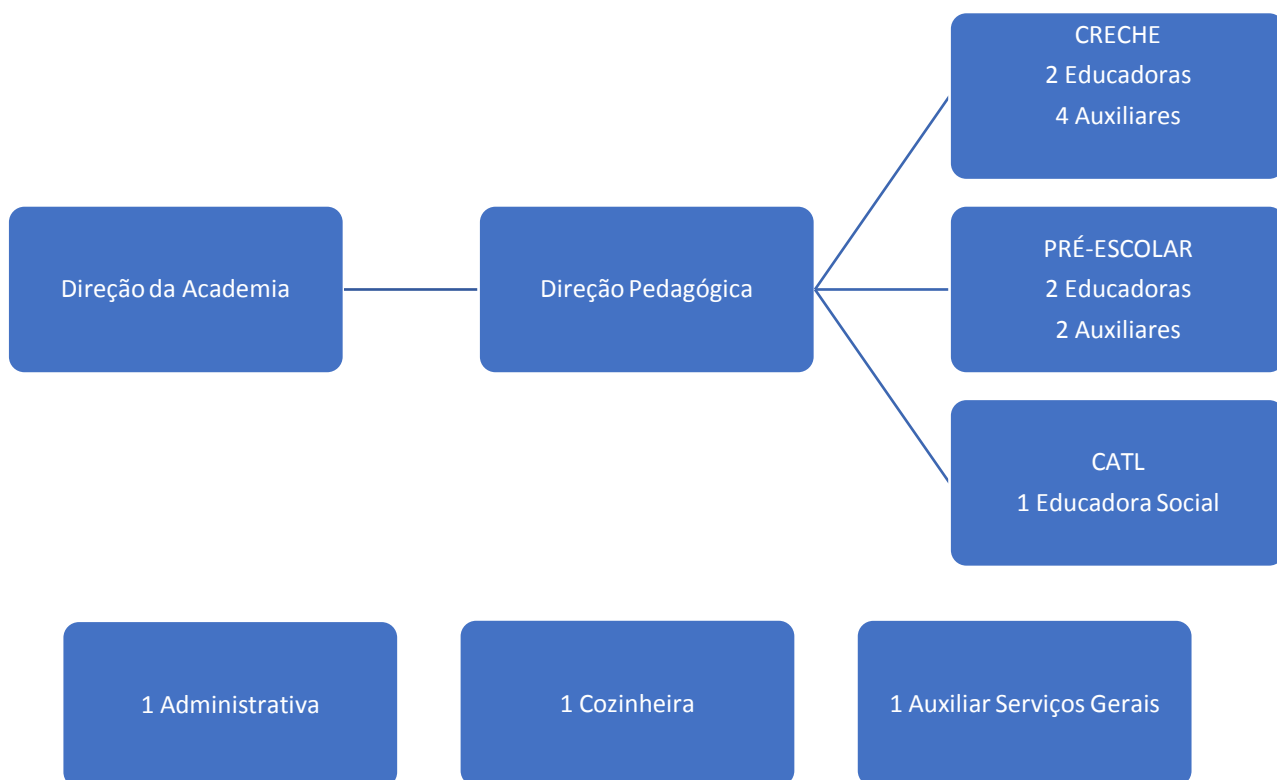 Direção da Academia
Direção Pedagógica
CRECHE
2 Educadoras
4 Auxiliares
PRÉ-ESCOLAR
2 Educadoras
2 Auxiliares
CATL
1 Educadora Social
1 Administrativa
1 Cozinheira
1 Auxiliar Serviços Gerais